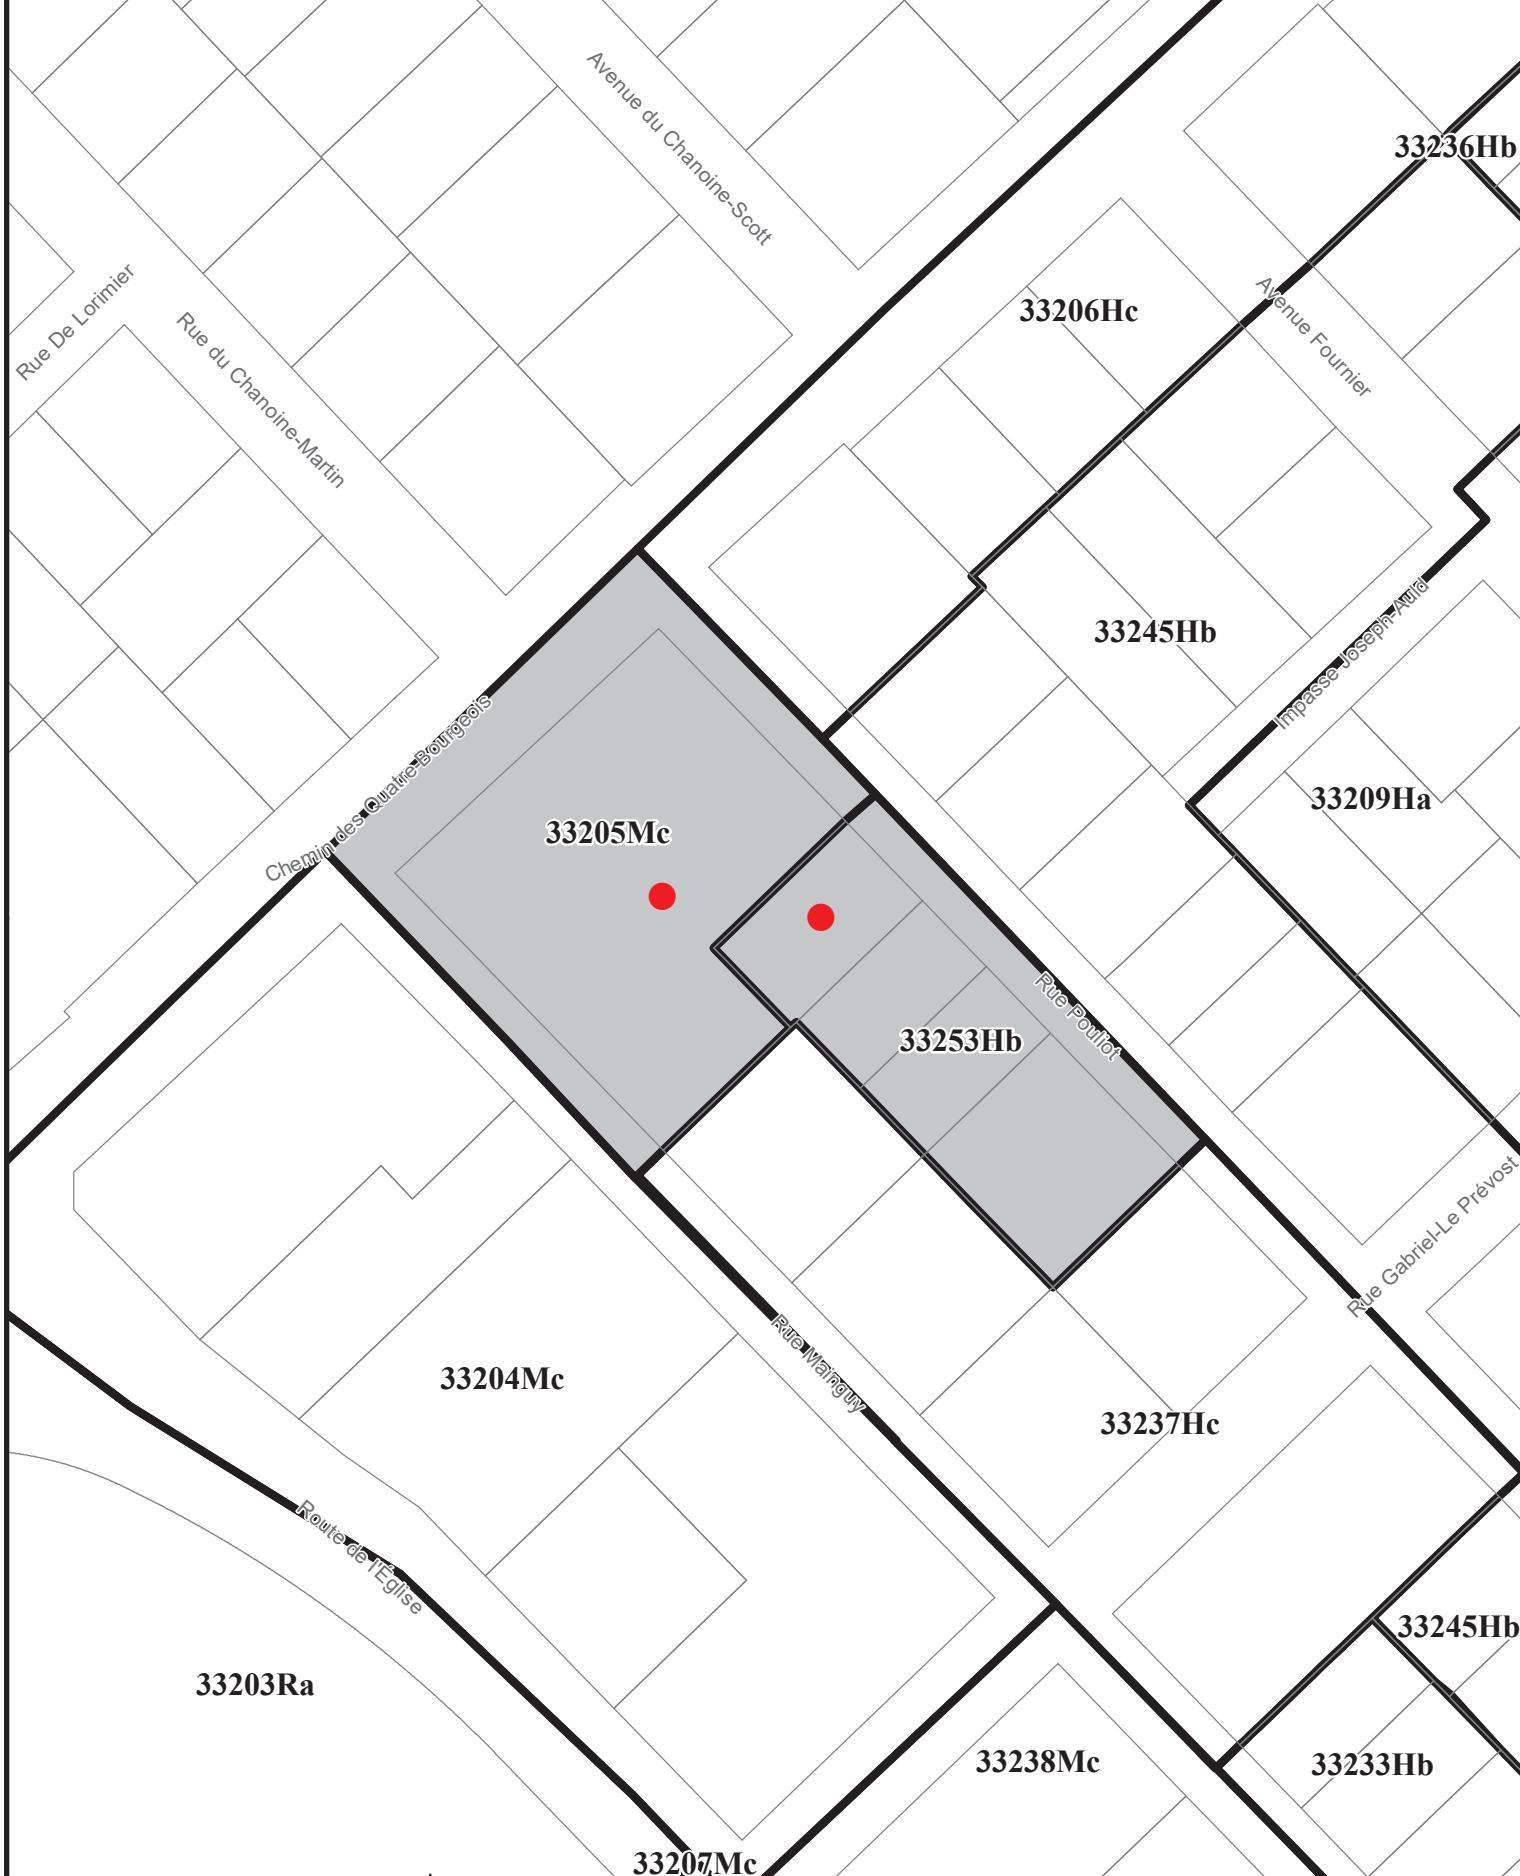 Avenue du Chanoine-Scott
33236Hb
Rue De Lorimier
33206Hc
Avenue Fournier
Rue du Chanoine-Martin
33245Hb
Impasse Joseph-Auld
Chemin des Quatre-Bourgeois
33209Ha
33205Mc
Rue Pouliot
33253Hb
Rue Gabriel-Le Prévost
Rue Mainguy
33204Mc
33237Hc
Route de l'Église
33245Hb
33203Ra
33238Mc
33233Hb
33207Mc